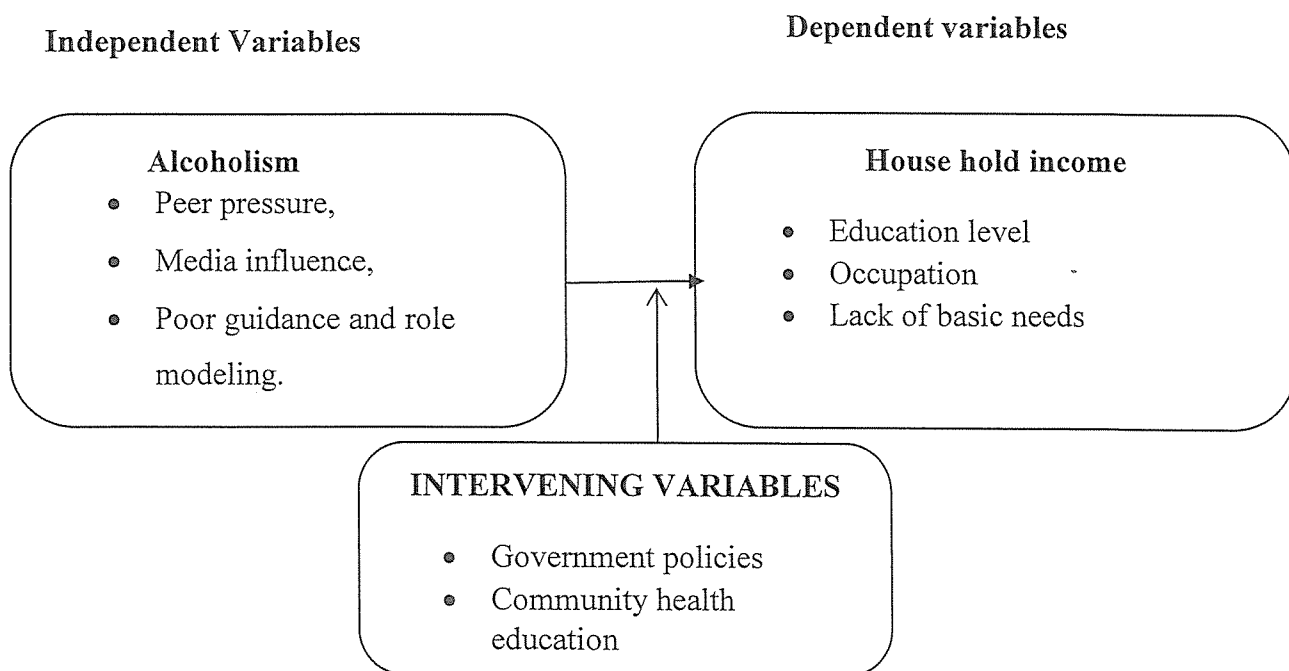 Independent Variables
Dependent variables
Alcoholism
• Peer pressure,
• Media influence,
• Poor guidance and role
modeling.
House hold income
• Education level
• Occupation
• Lack of basic needs
INTERVENING VARIABLES
• Government policies
• Community health
education